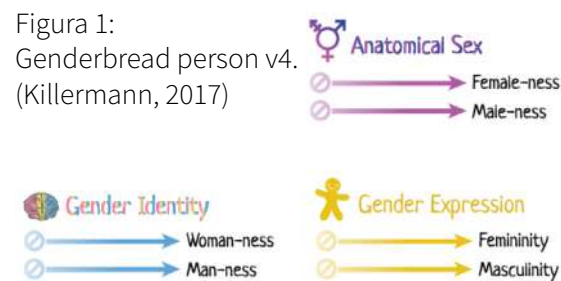 Figura 1:
Genderbread person v4.
(Killermann, 2017)
Anatomical Sex
Female-ness
Male-ness
Gender Identity
Woman-ness
Man-ness
Gender Expression
Femininity
Masculinity